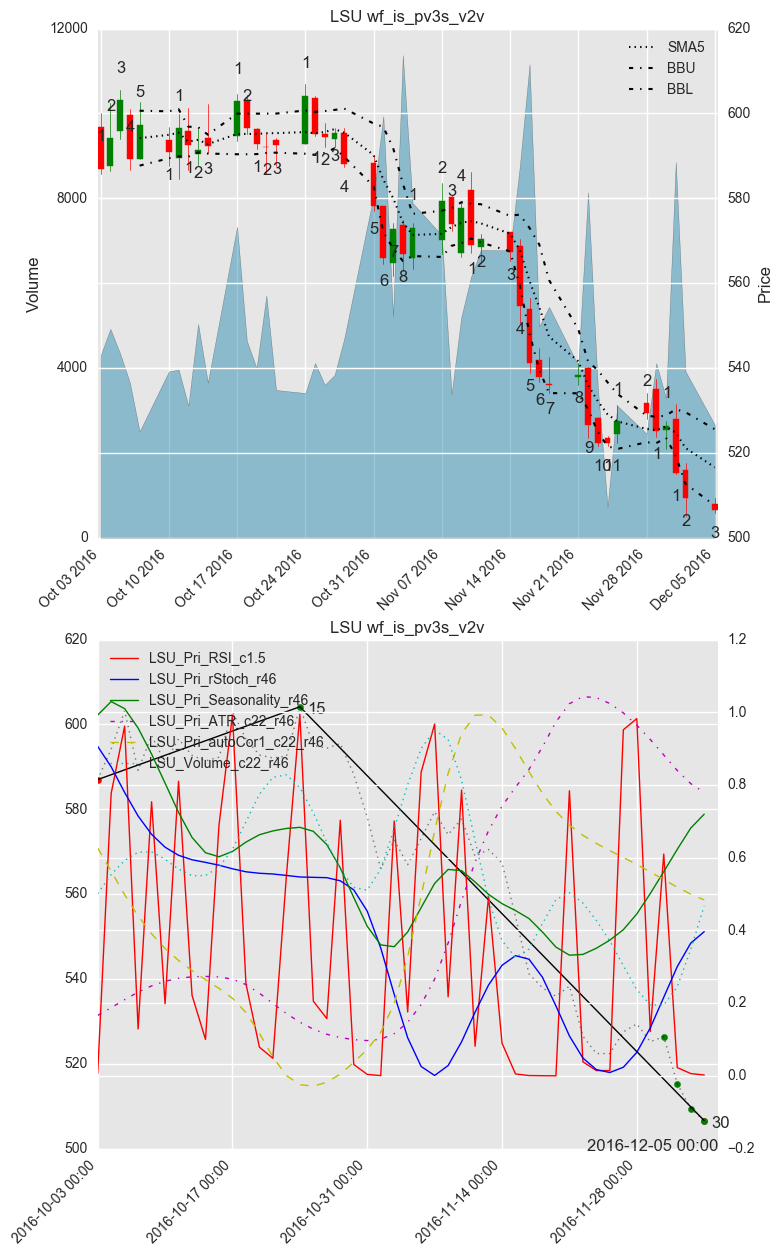 LSU wf_is_pv3s_v2v
12000
8000
4000
0
Volume
620
600
580
560
540
520
500
Price
SMA5
BBU
BBL
1 2 3 4 5
1 1 1 2 3
1 2 1 2 3
1 1 2 3 4
5 6 7 8 1
2 3 4 1 2
3 4 5 6 7
8 9 10 11 1
2 1 1 1 2 3
Oct 03 2016
Oct 10 2016
Oct 17 2016
Oct 24 2016
Oct 31 2016
Nov 07 2016
Nov 14 2016
Nov 21 2016
Nov 28 2016
Dec 05 2016
LSU wf_is_pv3s_v2v
620
600
580
560
540
520
500
LSU_Pri_RSI_c1.5
LSU_Pri_rStoch_r46
LSU_Pri_Seasonality_r46
LSU_Pri_ATR_c22_r46
LSU_Pri_autoCor1_c22_r46
LSU_Volume_c22_r46
15
30
2016-12-05 00:00
1.2
1.0
0.8
0.6
0.4
0.2
0.0
−0.2
2016-10-03 00:00
2016-10-17 00:00
2016-10-31 00:00
2016-11-14 00:00
2016-11-28 00:00